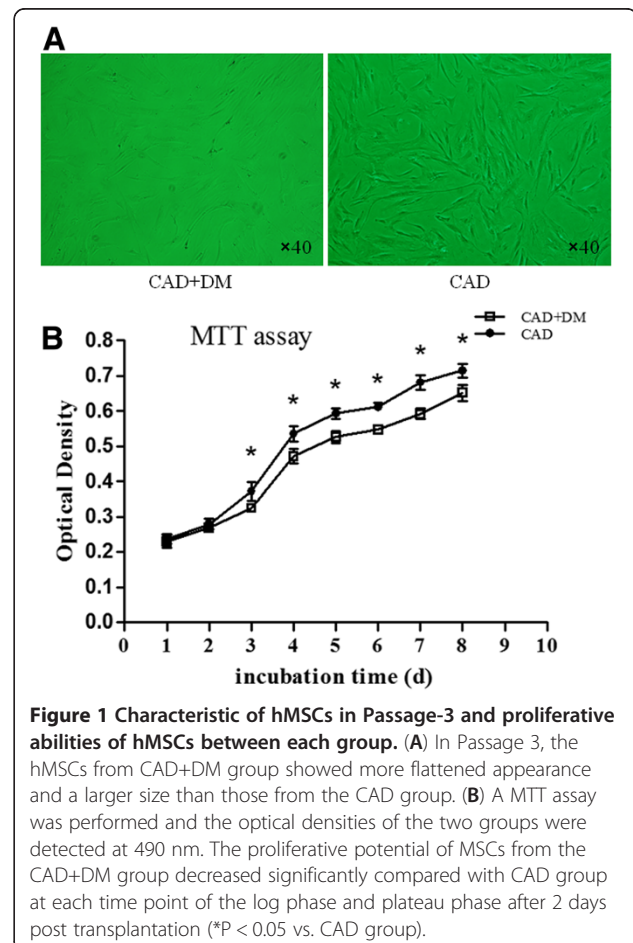 A
×40
×40
CAD+DM
CAD
B
MTT assay
CAD+DM
CAD
* * * * * *
Optical Density
0.8
0.7
0.6
0.5
0.4
0.3
0.2
0.1
0.0
0 1 2 3 4 5 6 7 8 9 10
incubation time (d)
Figure 1 Characteristic of hMSCs in Passage-3 and proliferative
abilities of hMSCs between each group. (A) In Passage 3, the
hMSCs from CAD+DM group showed more flattened appearance
and a larger size than those from the CAD group. (B) A MTT assay
was performed and the optical densities of the two groups were
detected at 490 nm. The proliferative potential of MSCs from the
CAD+DM group decreased significantly compared with CAD group
at each time point of the log phase and plateau phase after 2 days
post transplantation (*P < 0.05 vs. CAD group).